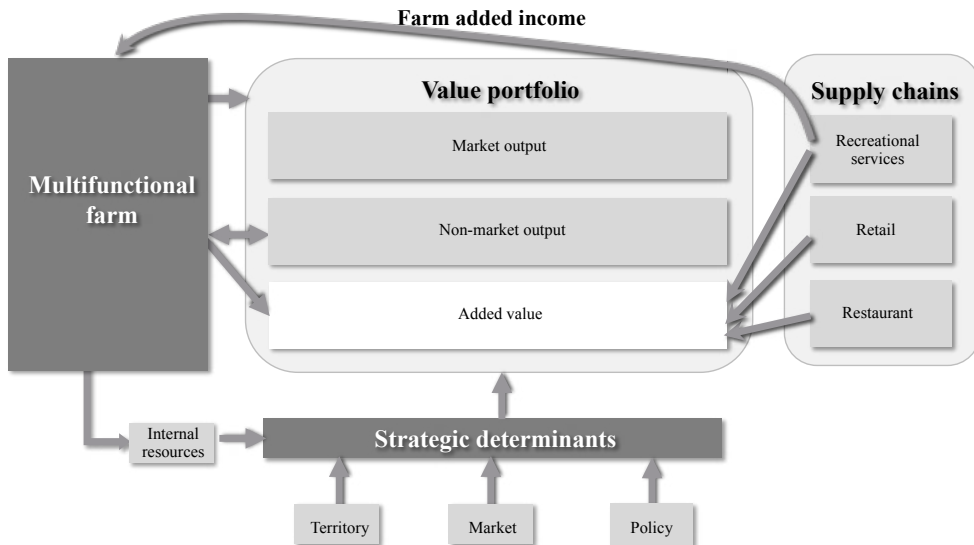 Farm added income
Multifunctional
farm
Value portfolio
Market output
Non-market output
Added value
Supply chains
Recreational
services
Retail
Restaurant
Internal
resources
Strategic determinants
Territory
Market
Policy